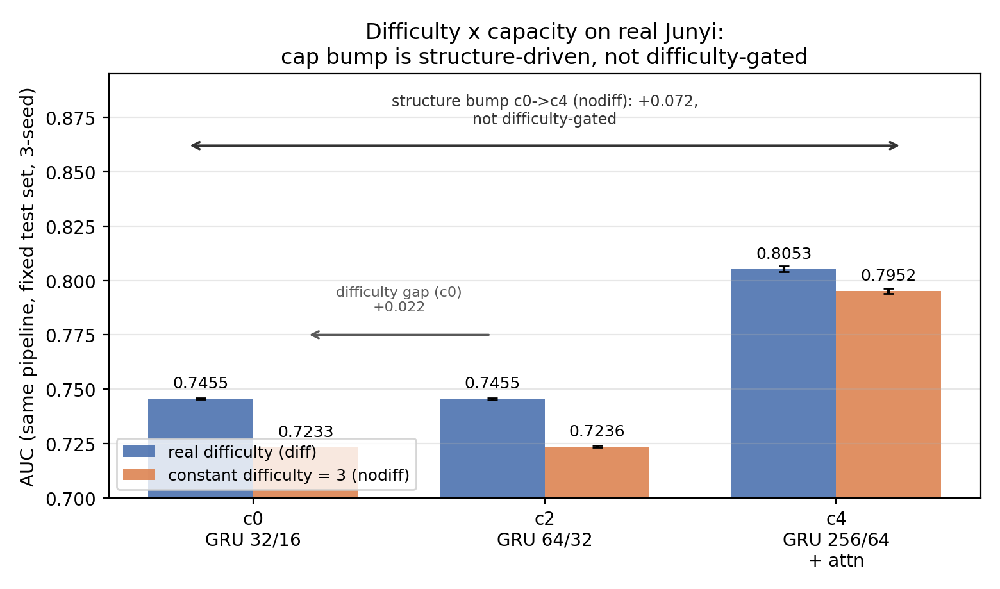 Difficulty x capacity on real Junyi:
cap bump is structure-driven, not difficulty-gated
AUC (same pipeline, fixed test set, 3-seed)
0.875
0.850
0.825
0.800
0.775
0.750
0.725
0.700
structure bump c0->c4 (nodiff): +0.072,
not difficulty-gated
difficulty gap (c0)
+0.022
0.7455
0.7233
0.7455
0.7236
0.8053
0.7952
real difficulty (diff)
constant difficulty = 3 (nodiff)
c0
GRU 32/16
c2
GRU 64/32
c4
GRU 256/64
+ attn